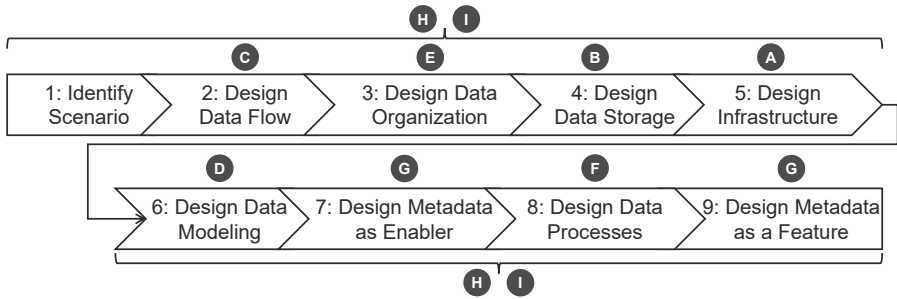 H I
C E B A
1: Identify Scenario
2: Design Data Flow
3: Design Data Organization
4: Design Data Storage
5: Design Infrastructure
D G F G
6: Design Data Modeling
7: Design Metadata as Enabler
8: Design Data Processes
9: Design Metadata as a Feature
H I